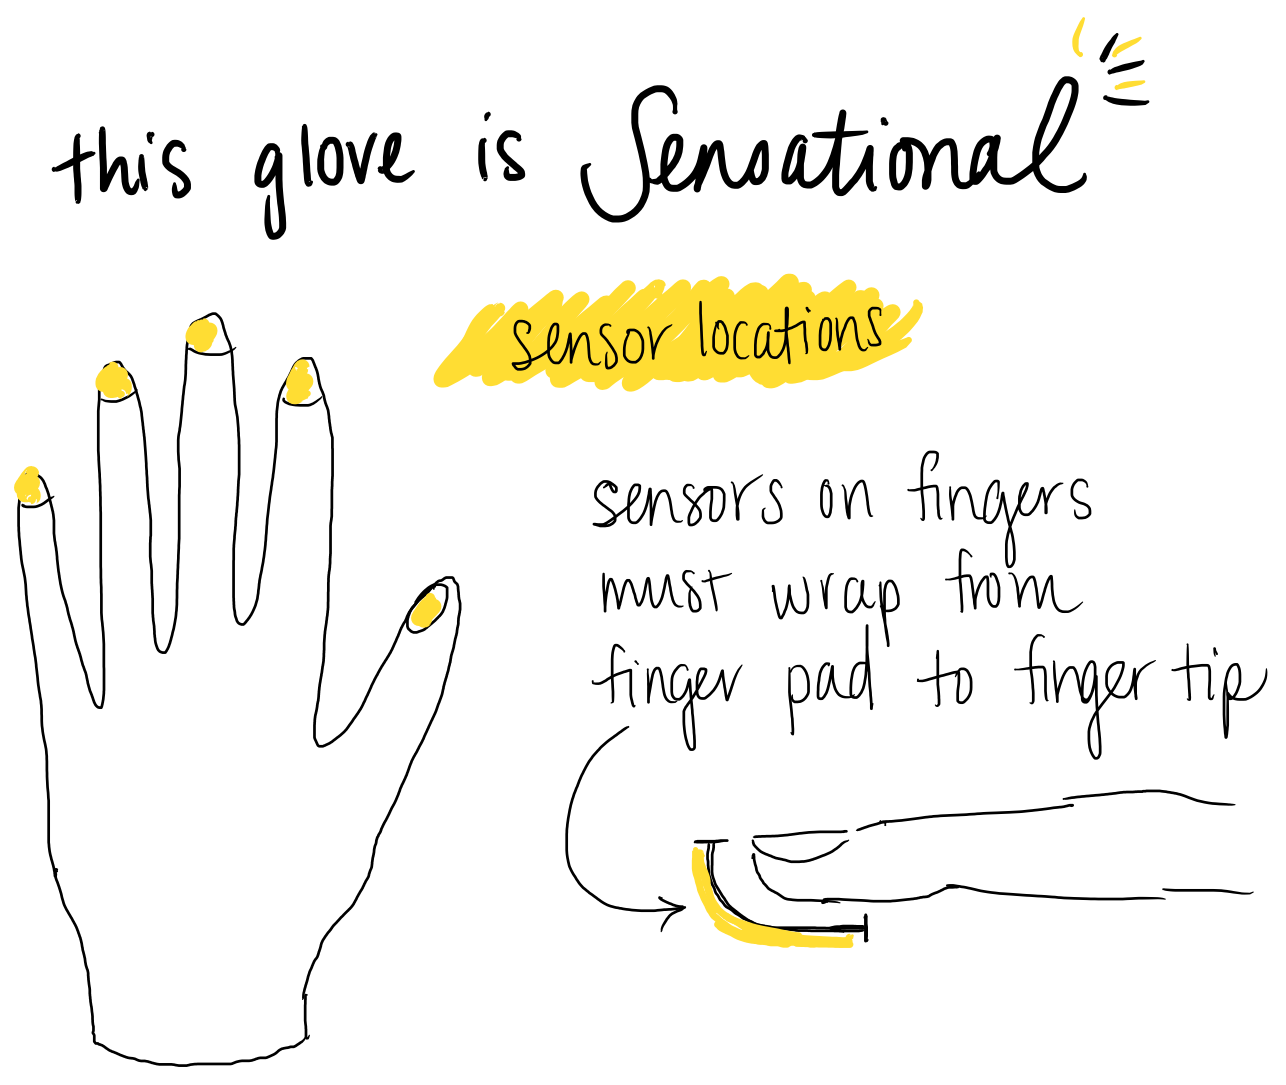 this glove is Sensational
sensor locations
sensors on fingers
must wrap from
finger pad to finger tip